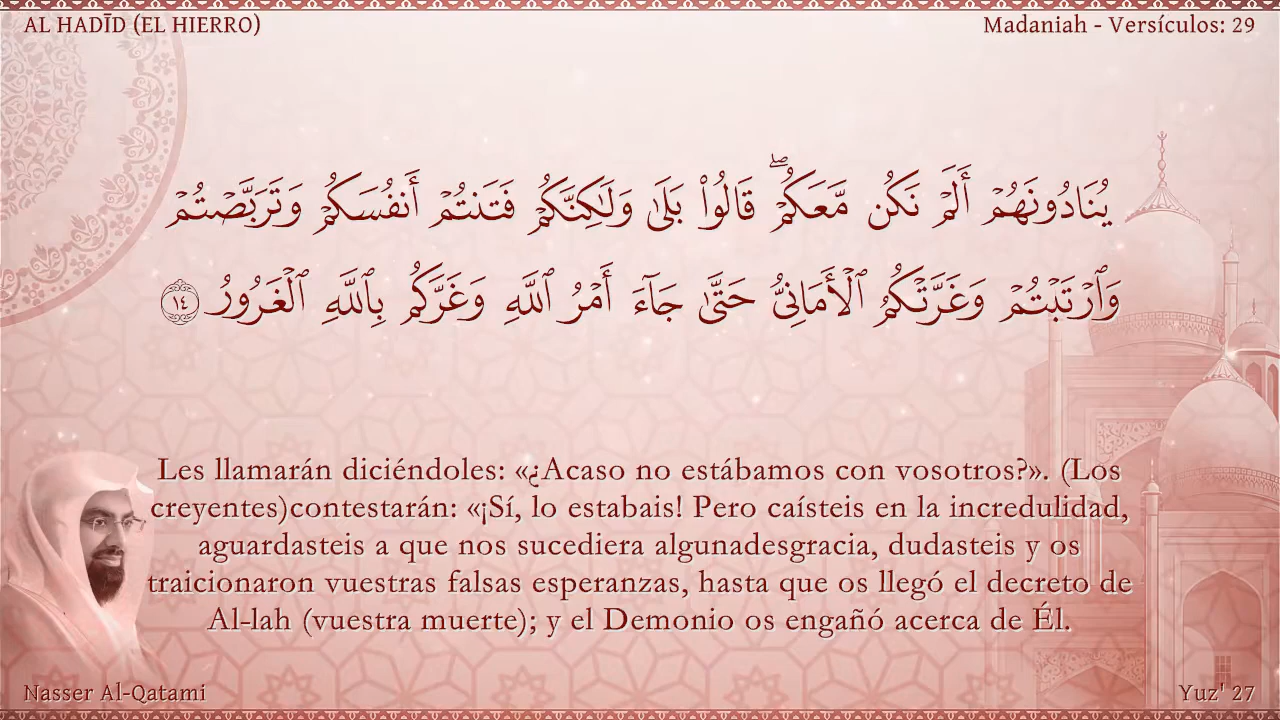 AL HADĪD (EL HIERRO)
Madaniah - Versículos: 29
يُنَادُونَهُمْ أَلَمْ نَكُن مَّعَكُمْ ۖ قَالُوا۟ بَلَىٰ وَلَـٰكِنَّكُمْ فَتَنتُمْ أَنفُسَكُمْ وَتَرَبَّصْتُمْ
وَٱرْتَبْتُمْ وَغَرَّتْكُمُ ٱلْأَمَانِىُّ حَتَّىٰ جَآءَ أَمْرُ ٱللَّهِ وَغَرَّكُم بِٱللَّهِ ٱلْغَرُورُ ١٤
Les llamarán diciéndoles: «¿Acaso no estábamos con vosotros?». (Los
creyentes)contestarán: «¡Sí, lo estabais! Pero caísteis en la incredulidad,
aguardasteis a que nos sucediera algunadesgracia, dudasteis y os
traicionaron vuestras falsas esperanzas, hasta que os llegó el decreto de
Al-lah (vuestra muerte); y el Demonio os engañó acerca de Él.
Nasser Al-Qatami
Yuz' 27